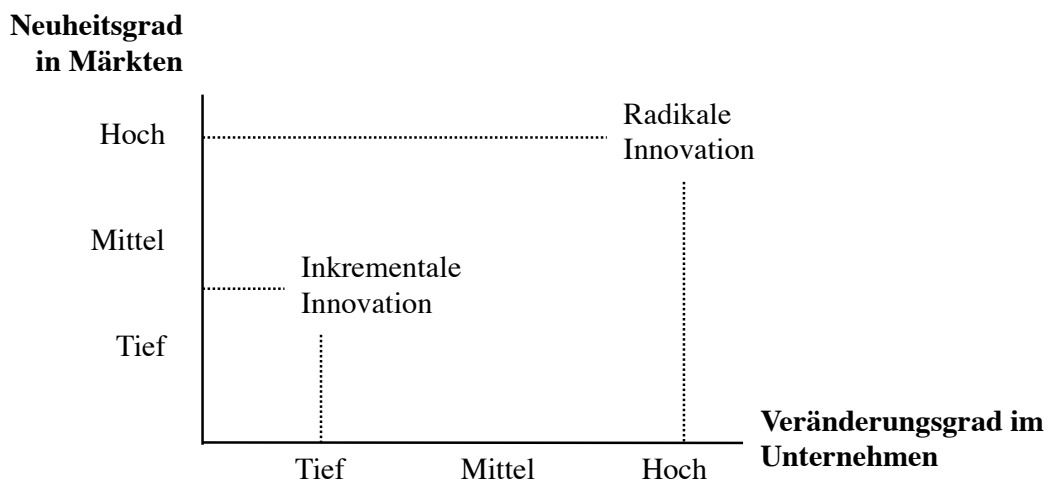 Neuheitsgrad
in Märkten
Hoch
Radikale
Innovation
Mittel
Inkrementale
Innovation
Tief
Veränderungsgrad im
Unternehmen
Tief Mittel Hoch